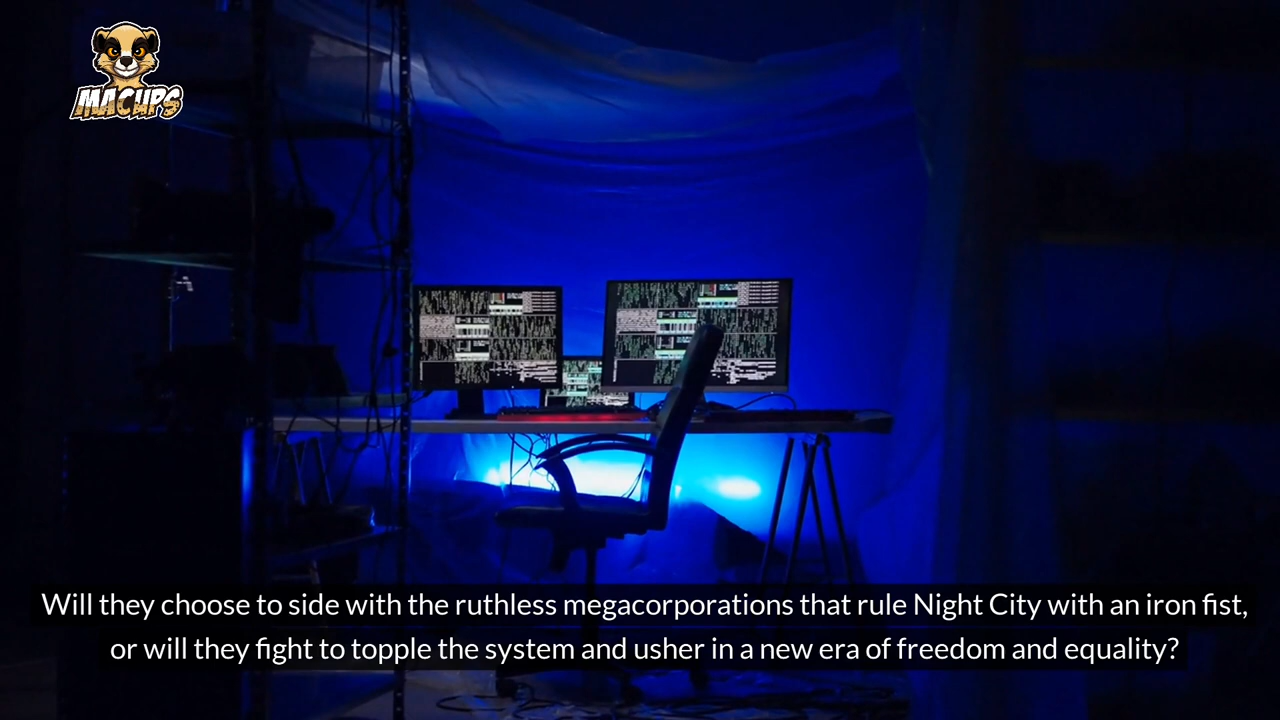 MACUPS
Will they choose to side with the ruthless megacorporations that rule Night City with an iron fist,
or will they fight to topple the system and usher in a new era of freedom and equality?